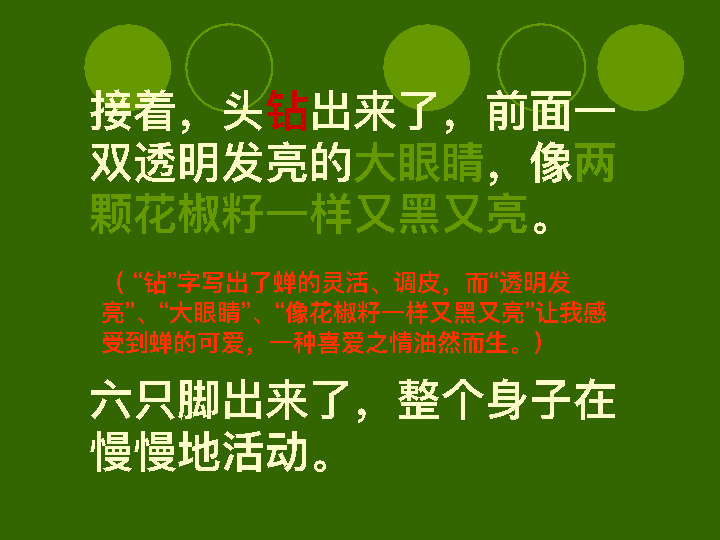 接着，头钻出来了，前面一
双透明发亮的大眼睛，像两
颗花椒籽一样又黑又亮。
（“钻”字写出了蝉的灵活、调皮，而“透明发
亮”、“大眼睛”、“像花椒籽一样又黑又亮”让我感
受到蝉的可爱，一种喜爱之情油然而生。）
六只脚出来了，整个身子在
慢慢地活动。